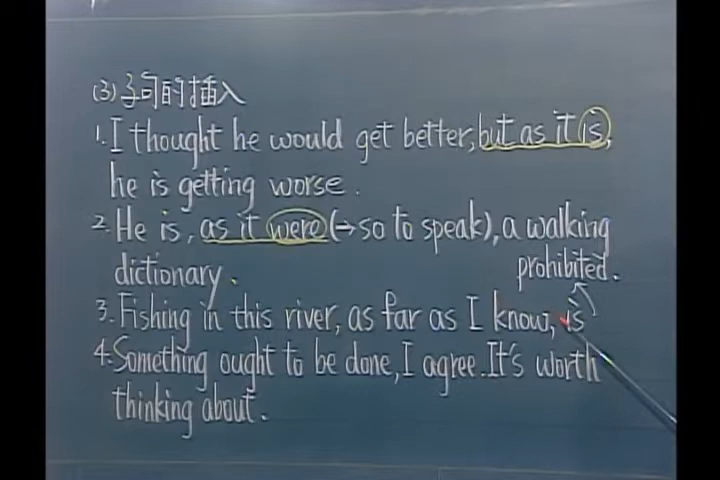 (3)子句的插入
1. I thought he would get better, but as it is,
he is getting worse.
2. He is, as it were (→so to speak), a walking
dictionary.
prohibited.
3. Fishing in this river, as far as I know, is
4. Something ought to be done, I agree. It's worth
thinking about.